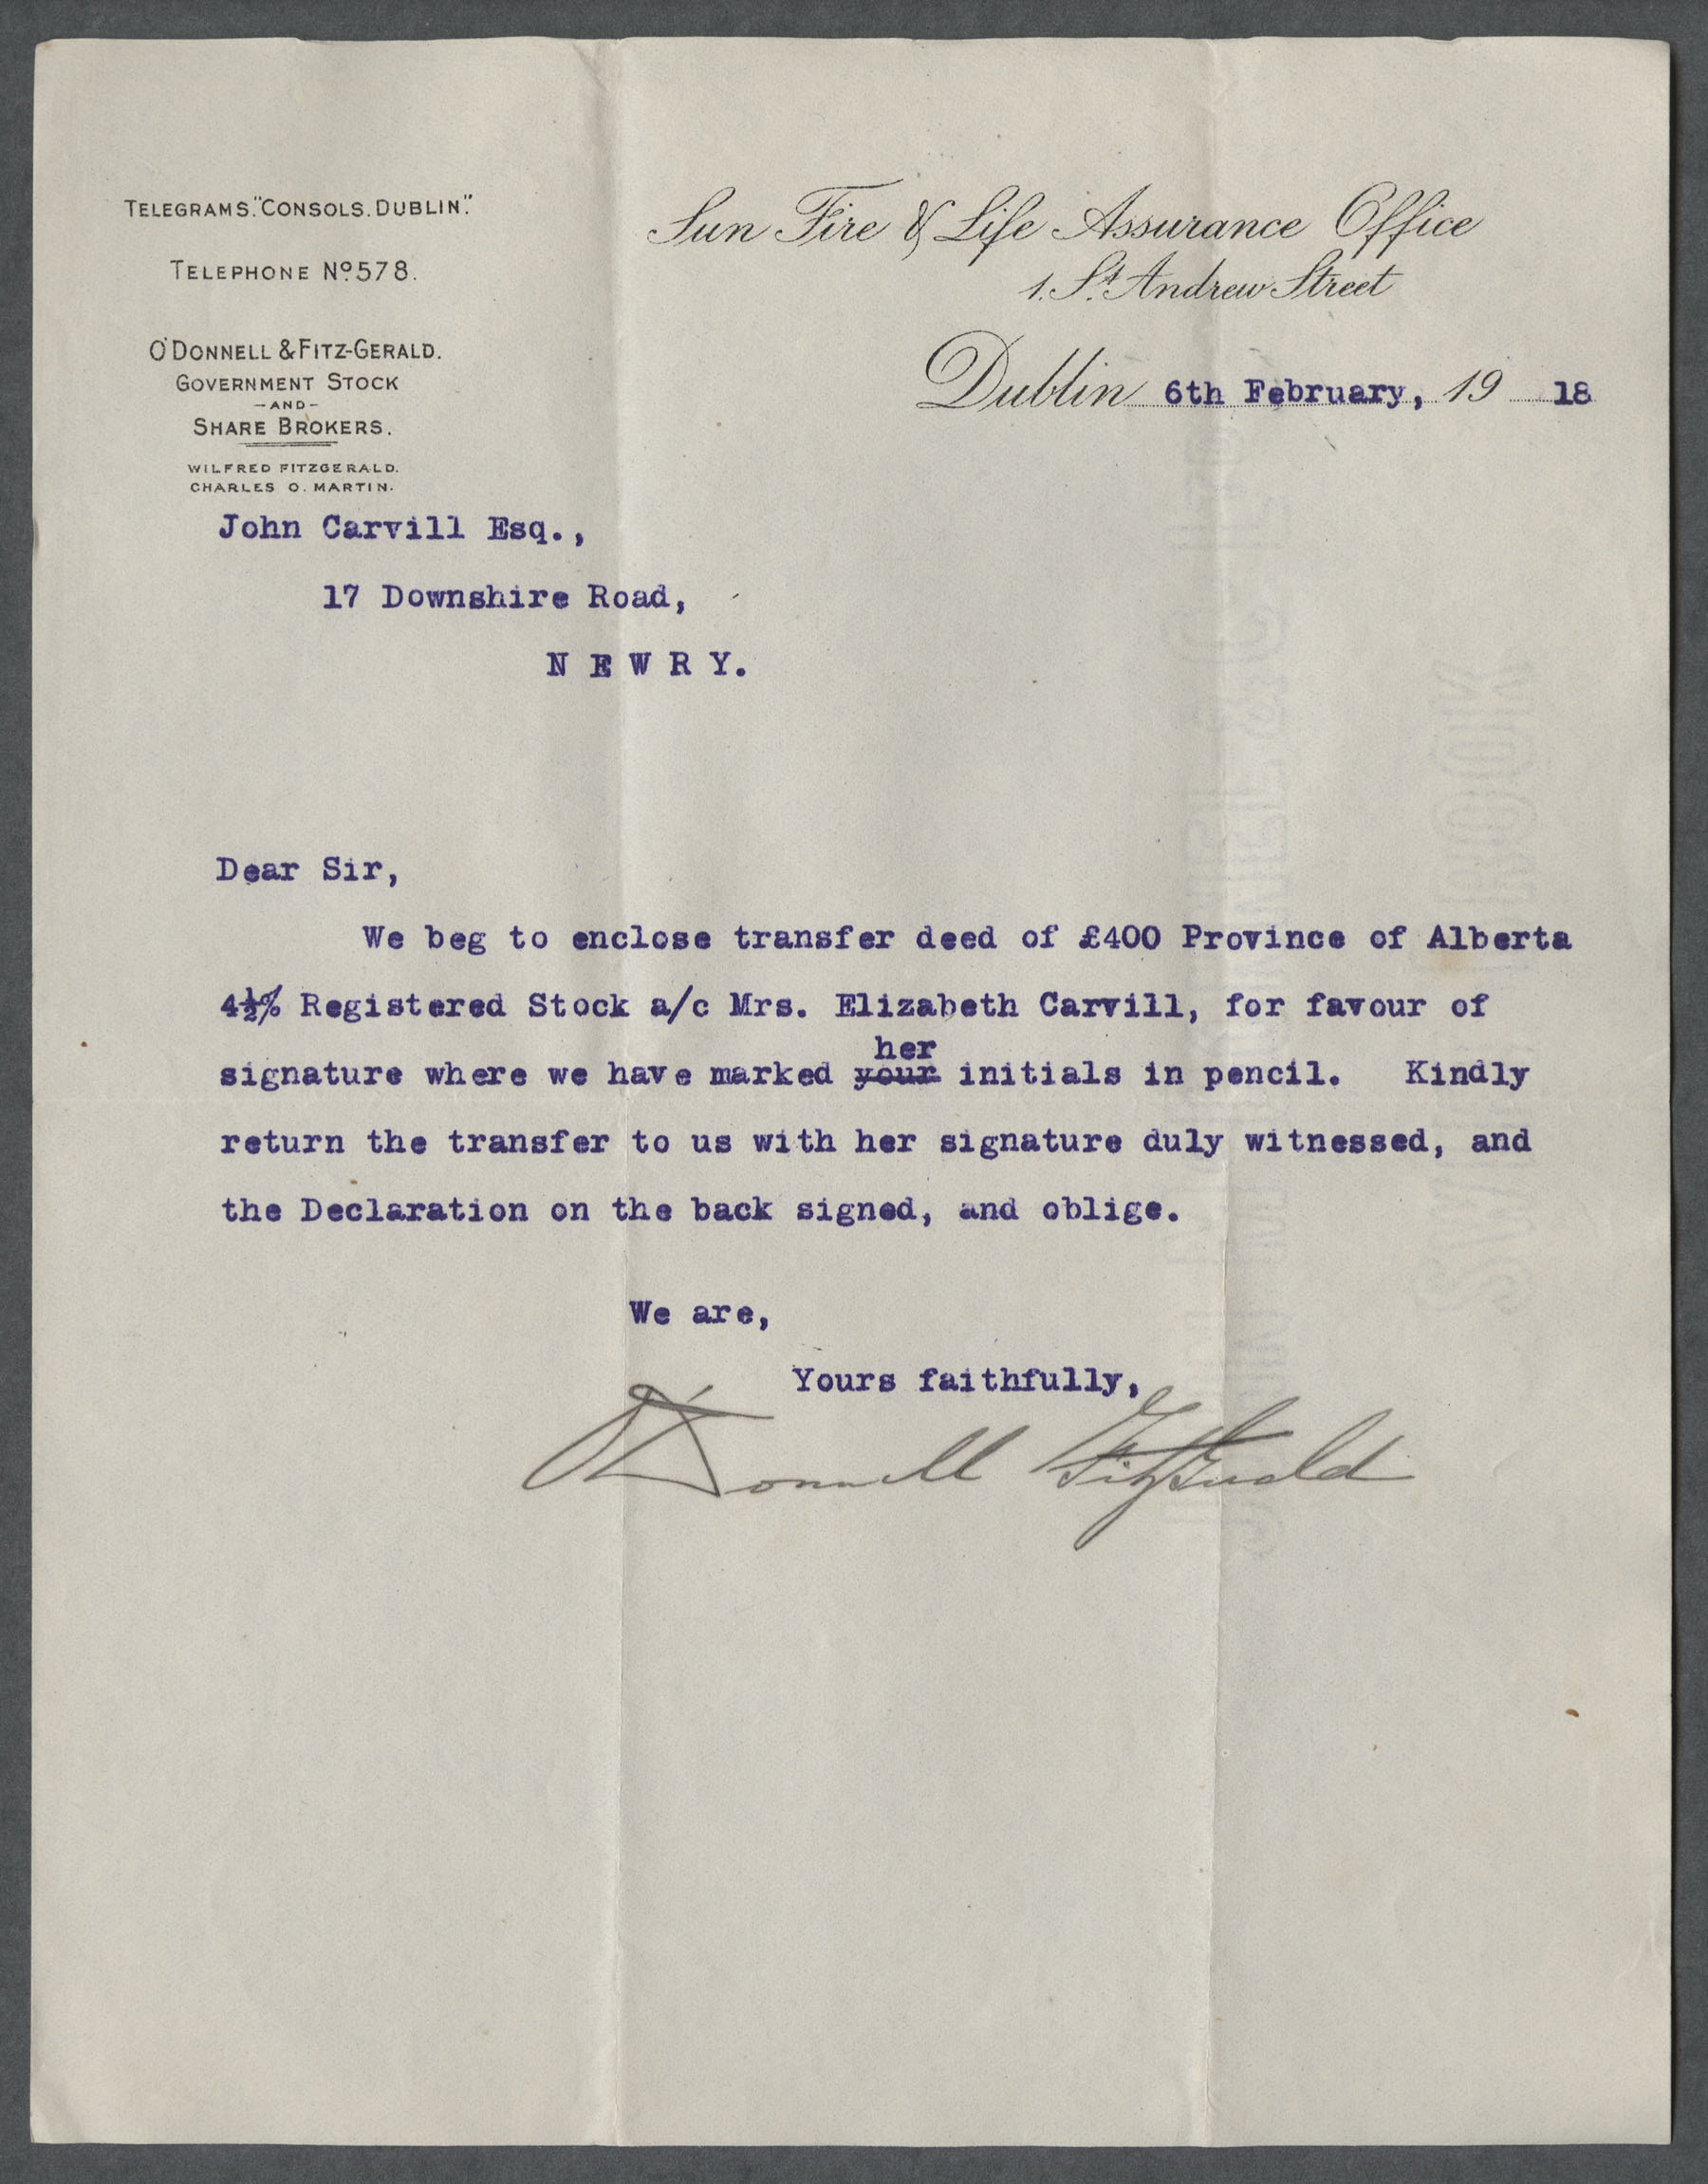 TELEGRAMS. "CONSOLS. DUBLIN."
TELEPHONE Nº 578.
O'DONNELL & FITZ-GERALD.
GOVERNMENT STOCK
-AND-
SHARE BROKERS.
WILFRED FITZGERALD.
CHARLES O. MARTIN.
Sun Fire & Life Assurance Office
1. St. Andrew Street
Dublin 6th February, 19 18
John Carvill Esq.,
17 Downshire Road,
N E W R Y.
Dear Sir,
We beg to enclose transfer deed of £400 Province of Alberta
4½% Registered Stock a/c Mrs. Elizabeth Carvill, for favour of
her
signature where we have marked your initials in pencil. Kindly
return the transfer to us with her signature duly witnessed, and
the Declaration on the back signed, and oblige.
We are,
Yours faithfully,
O'Donnell Fitzgerald